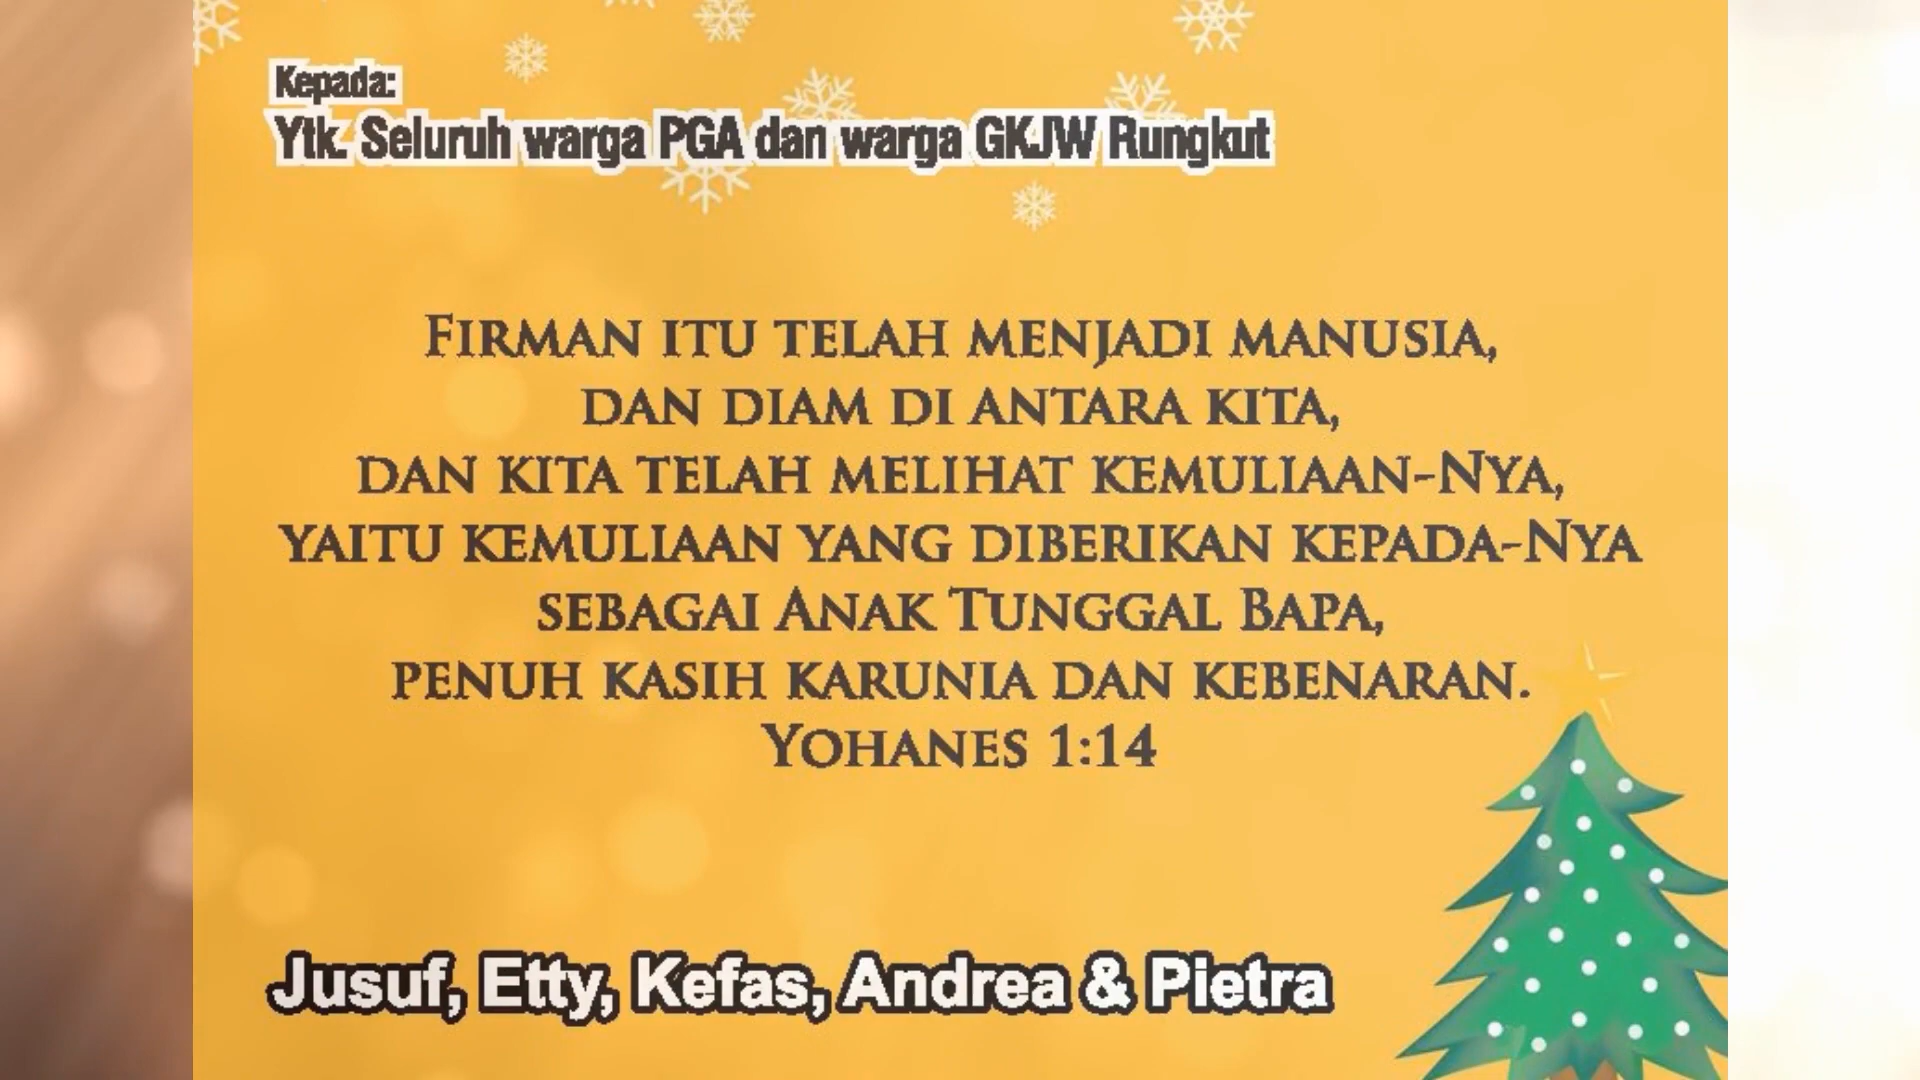 Kepada:
Ytk. Seluruh warga PGA dan warga GKJW Rungkut
Firman itu telah menjadi manusia,
dan diam di antara kita,
dan kita telah melihat kemuliaan-Nya,
yaitu kemuliaan yang diberikan kepada-Nya
sebagai Anak Tunggal Bapa,
penuh kasih karunia dan kebenaran.
Yohanes 1:14
Jusuf, Etty, Kefas, Andrea & Pietra